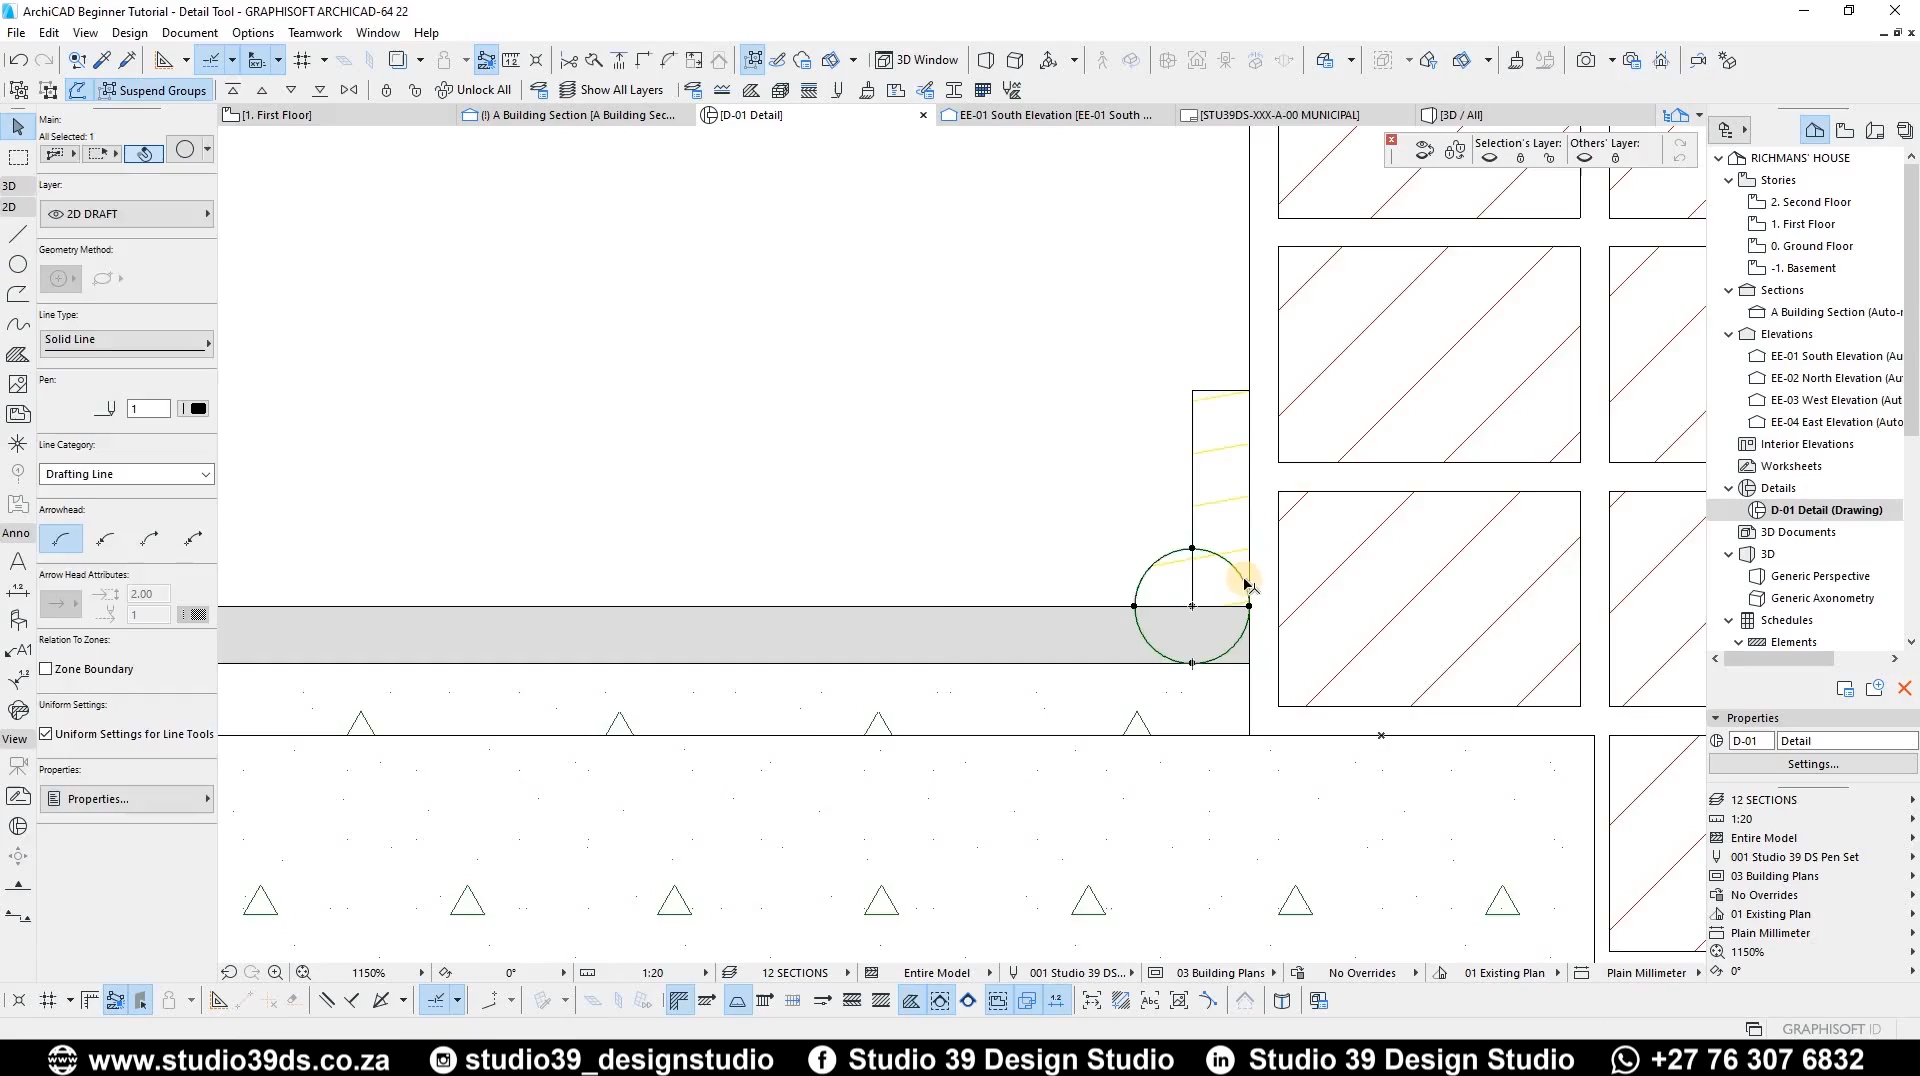 ArchiCAD Beginner Tutorial - Detail Tool - GRAPHISOFT ARCHICAD-64 22
File Edit View Design Document Options Teamwork Window Help
3D Window
Suspend Groups
Unlock All
Show All Layers
[1. First Floor]
(!) A Building Section [A Building Sec...
[D-01 Detail]
EE-01 South Elevation [EE-01 South ...
[STU39DS-XXX-A-00 MUNICIPAL]
[3D / All]
Main:
All Selected: 1
Layer:
2D DRAFT
Geometry Method:
Line Type:
Solid Line
Pen:
1
Line Category:
Drafting Line
Arrowhead:
Arrow Head Attributes:
2.00
1
Relation To Zones:
Zone Boundary
Uniform Settings:
Uniform Settings for Line Tools
Properties:
Properties...
3D
2D
Anno
View
Selection's Layer:
Others' Layer:
RICHMANS' HOUSE
Stories
2. Second Floor
1. First Floor
0. Ground Floor
-1. Basement
Sections
A Building Section (Auto-r
Elevations
EE-01 South Elevation (Au
EE-02 North Elevation (Au
EE-03 West Elevation (Aut
EE-04 East Elevation (Auto
Interior Elevations
Worksheets
Details
D-01 Detail (Drawing)
3D Documents
3D
Generic Perspective
Generic Axonometry
Schedules
Elements
Properties
D-01 Detail
Settings...
12 SECTIONS
1:20
Entire Model
001 Studio 39 DS Pen Set
03 Building Plans
No Overrides
01 Existing Plan
Plain Millimeter
1150%
0°
1150% 0° 1:20 12 SECTIONS Entire Model 001 Studio 39 DS... 03 Building Plans No Overrides 01 Existing Plan Plain Millimeter
GRAPHISOFT ID
www.studio39ds.co.za studio39_designstudio Studio 39 Design Studio Studio 39 Design Studio +27 76 307 6832